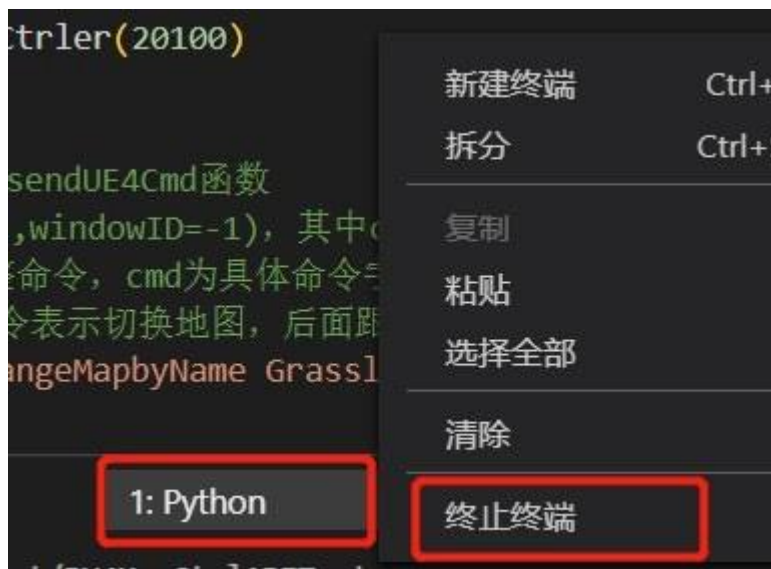 Ctrler(20100)
sendUE4Cmd函数
,windowID=-1)，其中
整命令，cmd为具体命令字
令表示切换地图，后面跟
angeMapbyName Grassl
1: Python
新建终端 Ctrl+
拆分 Ctrl+
复制
粘贴
选择全部
清除
终止终端